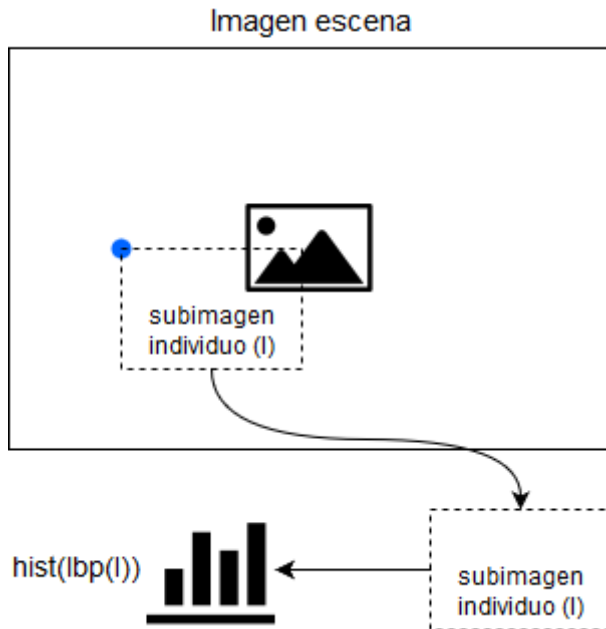 Imagen escena
subimagen
individuo (I)
hist(lbp(I))
subimagen
individuo (I)